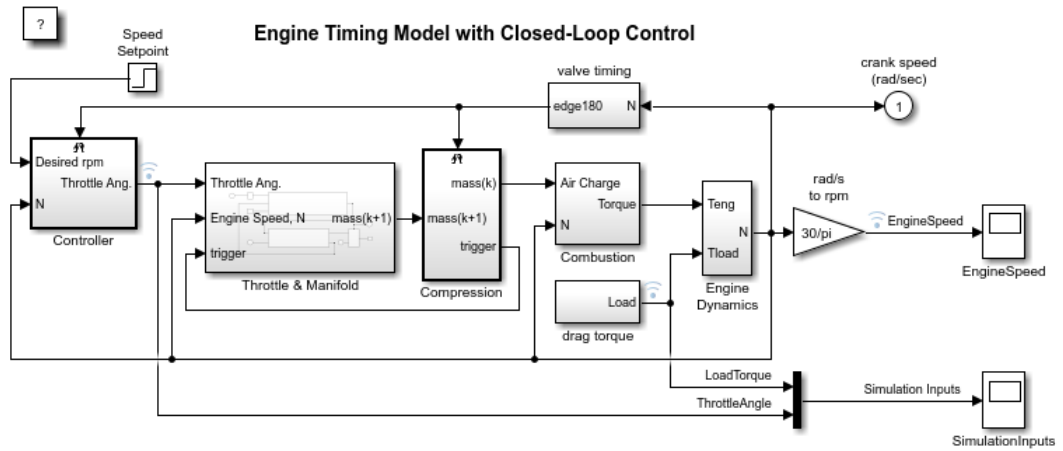 ?
Engine Timing Model with Closed-Loop Control
Speed
Setpoint
crank speed
(rad/sec)
1
valve timing
edge180
N
Desired rpm
Throttle Ang.
N
Controller
Throttle Ang.
Engine Speed, N
mass(k+1)
trigger
Throttle & Manifold
mass(k)
mass(k+1)
trigger
Compression
Air Charge
Torque
N
Combustion
Load
drag torque
Teng
N
Tload
Engine
Dynamics
rad/s
to rpm
30/pi
EngineSpeed
EngineSpeed
LoadTorque
ThrottleAngle
Simulation Inputs
SimulationInputs